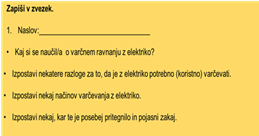 Zapiši v zvezek.
1. Naslov:____________________________
• Kaj si se naučil/a o varčnem ravnanju z elektriko?
• Izpostavi nekatere razloge za to, da je z elektriko potrebno (koristno) varčevati.
• Izpostavi nekaj načinov varčevanja z elektriko.
• Izpostavi nekaj, kar te je posebej pritegnilo in pojasni zakaj.